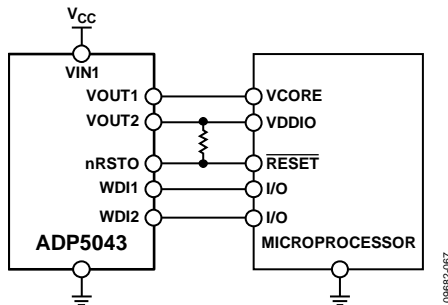 VCC
VIN1
VOUT1
VCORE
VOUT2
VDDIO
nRSTO
RESET
WDI1
I/O
WDI2
I/O
ADP5043
MICROPROCESSOR
09682-067